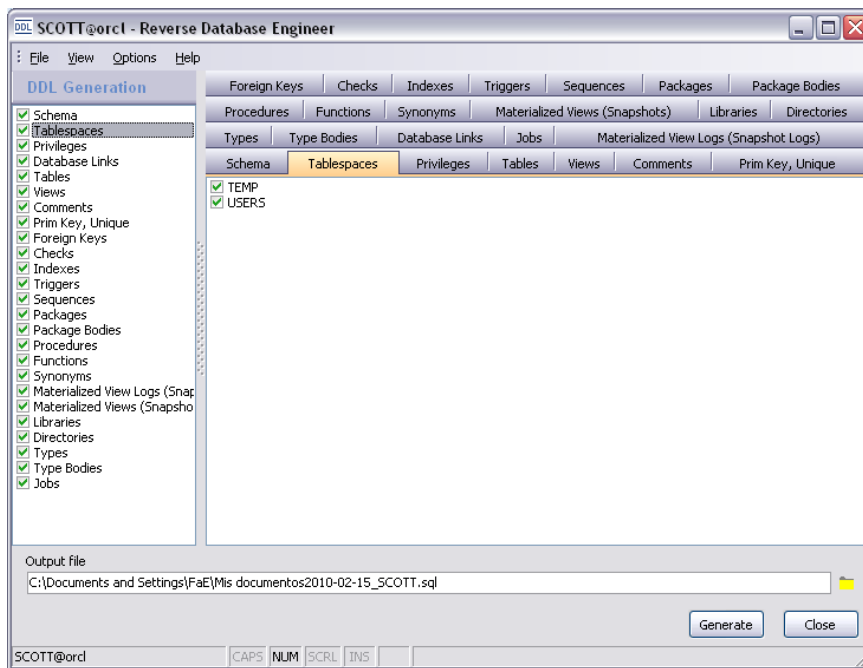 DDL SCOTT@orcl - Reverse Database Engineer
File View Options Help
DDL Generation
Schema
Tablespaces
Privileges
Database Links
Tables
Views
Comments
Prim Key, Unique
Foreign Keys
Checks
Indexes
Triggers
Sequences
Packages
Package Bodies
Procedures
Functions
Synonyms
Materialized View Logs (Snap
Materialized Views (Snapsho
Libraries
Directories
Types
Type Bodies
Jobs
Foreign Keys Checks Indexes Triggers Sequences Packages Package Bodies
Procedures Functions Synonyms Materialized Views (Snapshots) Libraries Directories
Types Type Bodies Database Links Jobs Materialized View Logs (Snapshot Logs)
Schema Tablespaces Privileges Tables Views Comments Prim Key, Unique
TEMP
USERS
Output file
C:\Documents and Settings\FaE\Mis documentos2010-02-15_SCOTT.sql
Generate Close
SCOTT@orcl CAPS NUM SCRL INS